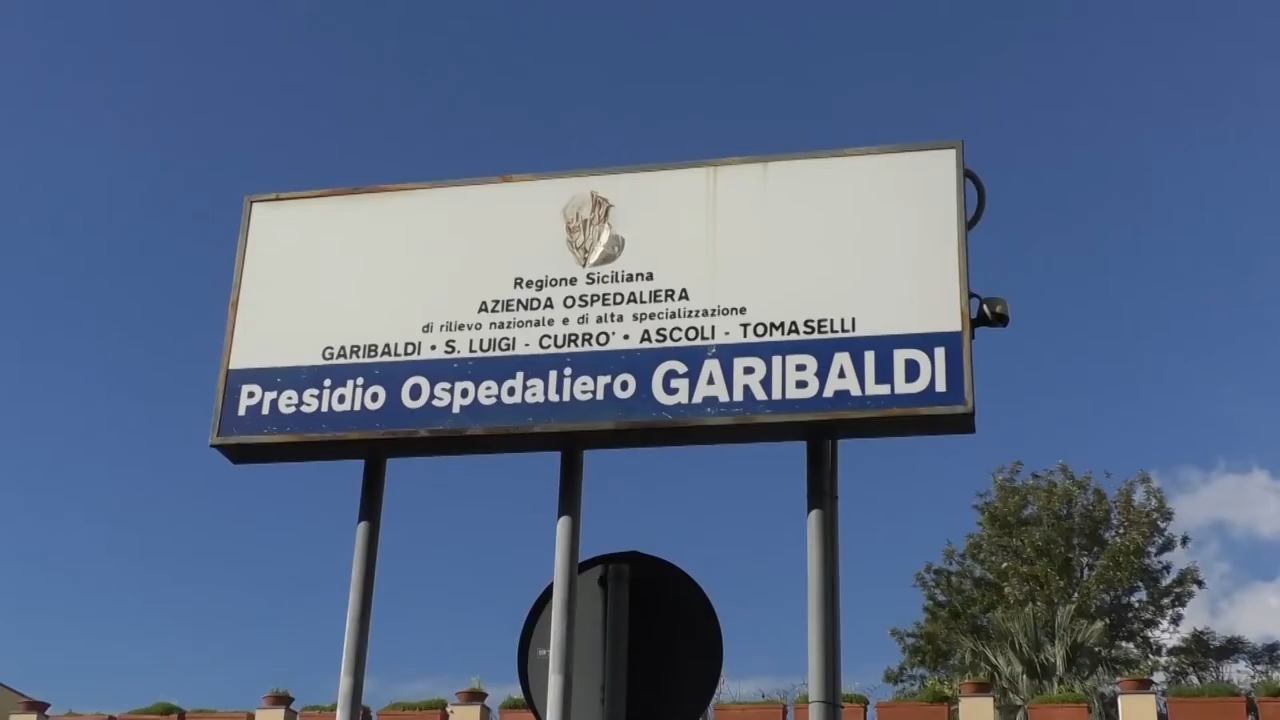 Regione Siciliana
AZIENDA OSPEDALIERA
di rilievo nazionale e di alta specializzazione
GARIBALDI • S. LUIGI - CURRO' • ASCOLI - TOMASELLI
Presidio Ospedaliero GARIBALDI